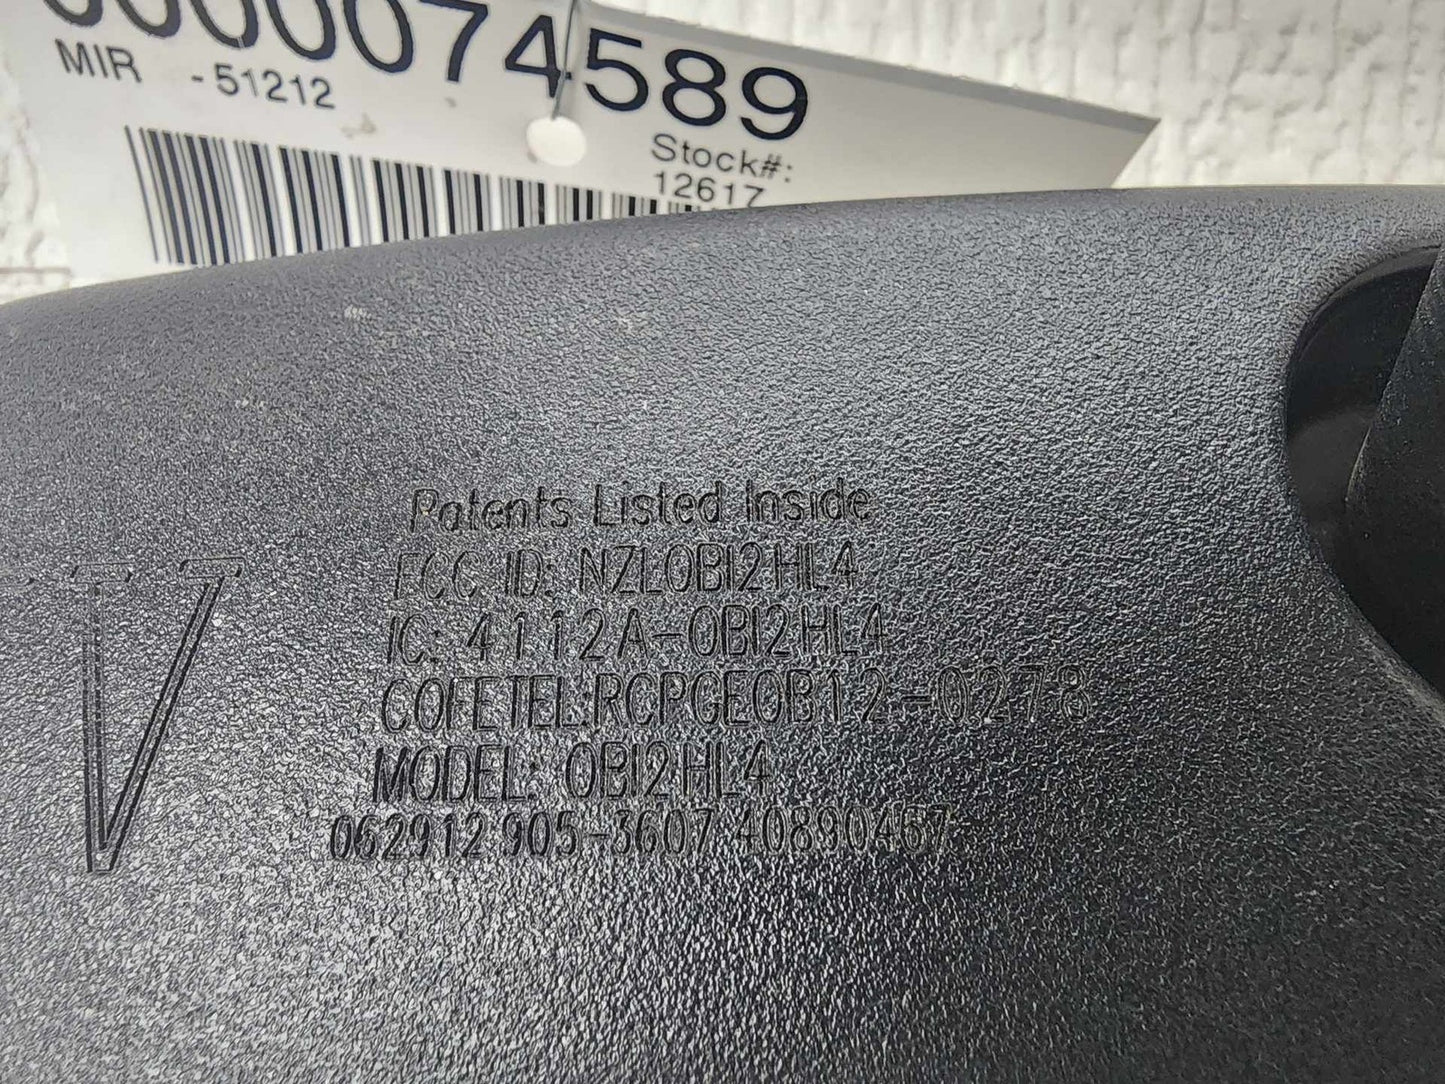 0000074589
MIR - 51212
Stock#:
12617
Patents Listed Inside
FCC ID: NZLOBI2HL4
IC: 4112A-OBI2HL4
COFETEL:RCPGEOB12-0278
MODEL: OBI2HL4
062912 905-3607 40890467